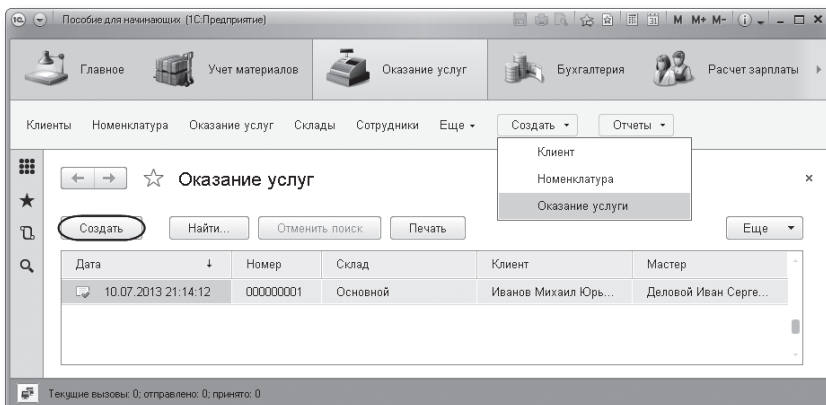 1С Пособие для начинающих (1С:Предприятие) 31 M M+ M- i
Главное Учет материалов Оказание услуг Бухгалтерия Расчет зарплаты
Клиенты Номенклатура Оказание услуг Склады Сотрудники Еще Создать Отчеты
Клиент
Номенклатура
Оказание услуги
Оказание услуг
Создать Найти... Отменить поиск Печать Еще
Дата Номер Склад Клиент Мастер
10.07.2013 21:14:12 000000001 Основной Иванов Михаил Юрь... Деловой Иван Серге...
Текущие вызовы: 0; отправлено: 0; принято: 0